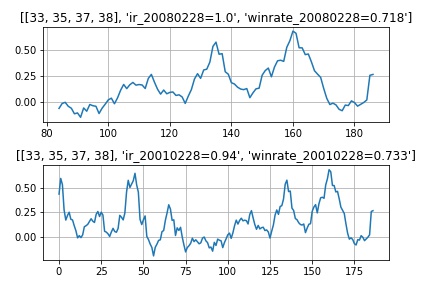 [[33, 35, 37, 38], 'ir_20080228=1.0', 'winrate_20080228=0.718']
0.50
0.25
0.00
80 100 120 140 160 180
[[33, 35, 37, 38], 'ir_20010228=0.94', 'winrate_20010228=0.733']
0.50
0.25
0.00
0 25 50 75 100 125 150 175